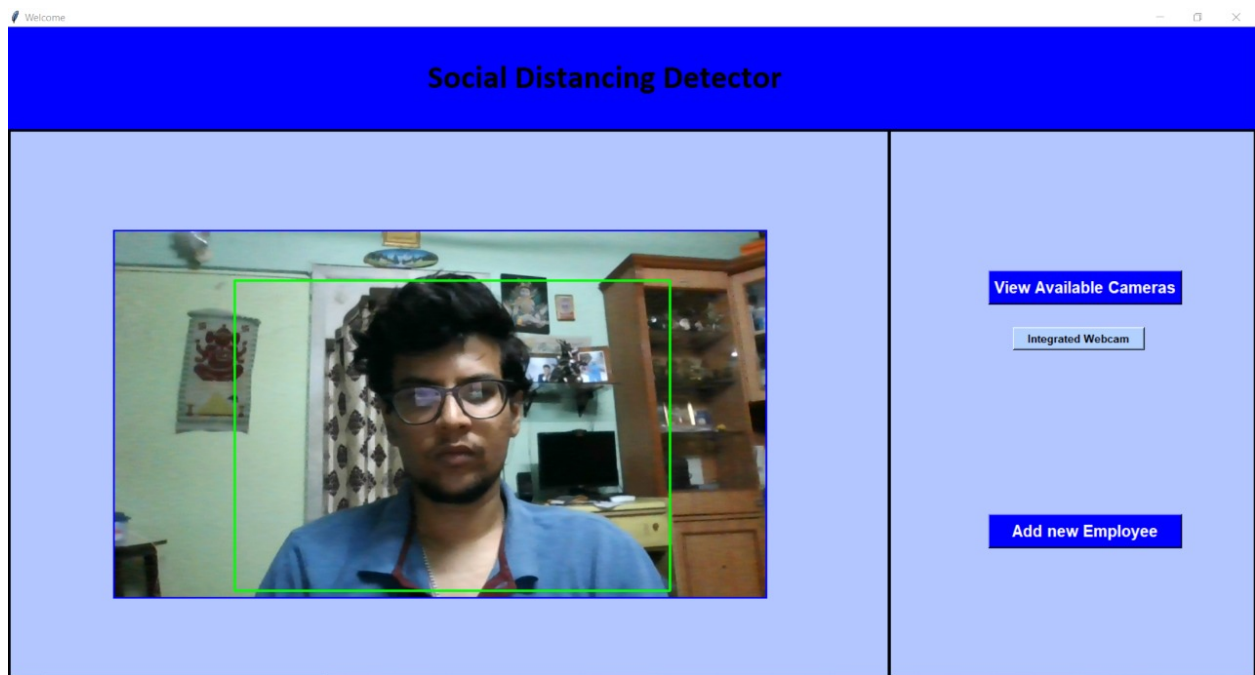 Welcome
Social Distancing Detector
View Available Cameras
Integrated Webcam
Add new Employee